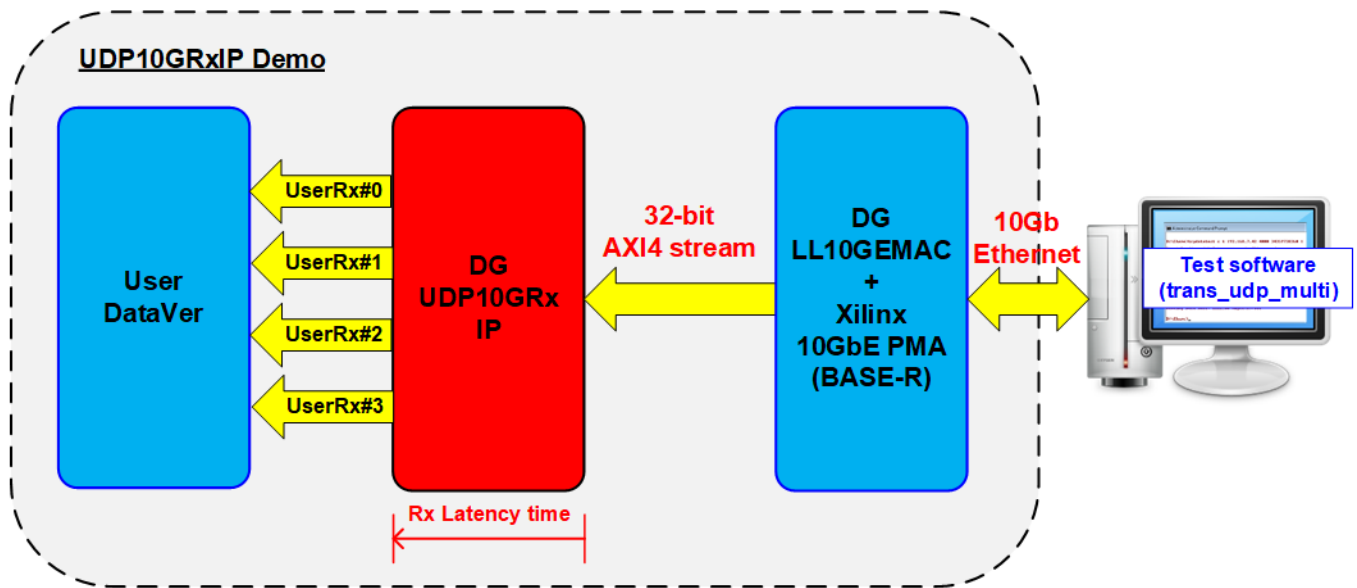 UDP10GRxIP Demo
User
DataVer
UserRx#0
UserRx#1
UserRx#2
UserRx#3
DG
UDP10GRx
IP
Rx Latency time
32-bit
AXI4 stream
DG
LL10GEMAC
+
Xilinx
10GbE PMA
(BASE-R)
10Gb
Ethernet
Test software
(trans_udp_multi)